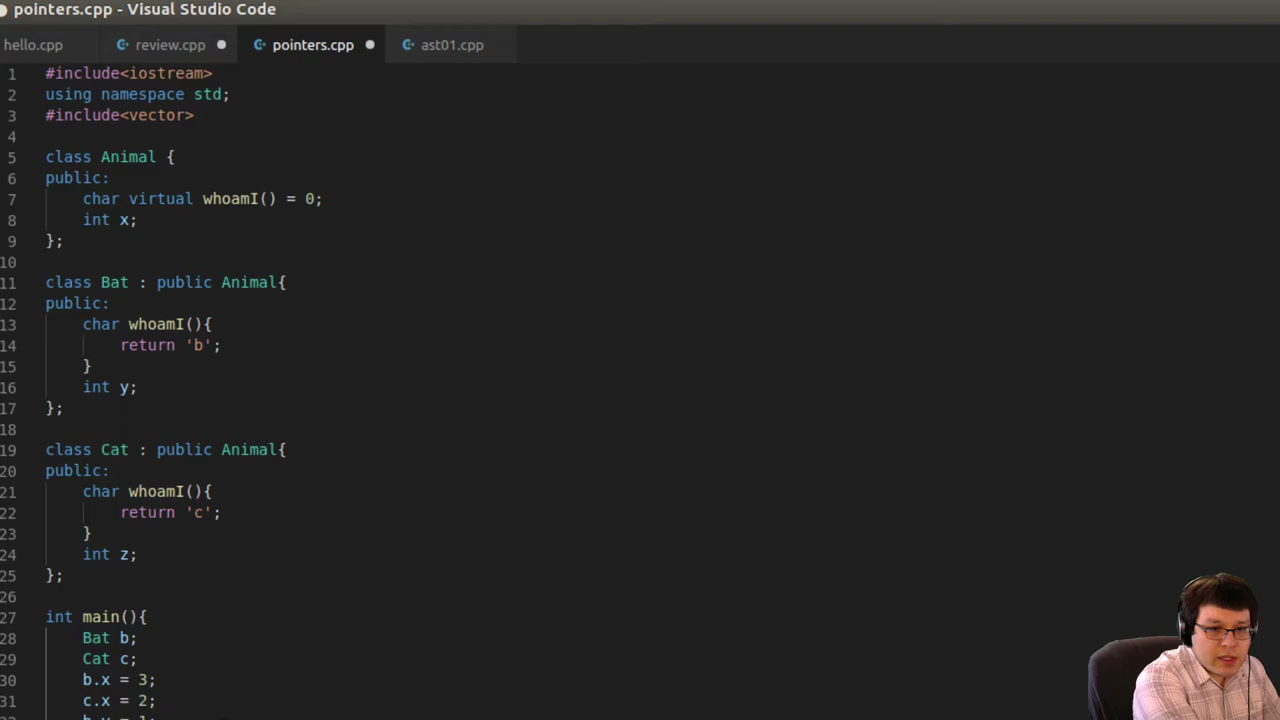 pointers.cpp - Visual Studio Code
hello.cpp review.cpp pointers.cpp ast01.cpp
1 #include<iostream>
2 using namespace std;
3 #include<vector>
4
5 class Animal {
6 public:
7 char virtual whoamI() = 0;
8 int x;
9 };
10
11 class Bat : public Animal{
12 public:
13 char whoamI(){
14 return 'b';
15 }
16 int y;
17 };
18
19 class Cat : public Animal{
20 public:
21 char whoamI(){
22 return 'c';
23 }
24 int z;
25 };
26
27 int main(){
28 Bat b;
29 Cat c;
30 b.x = 3;
31 c.x = 2;